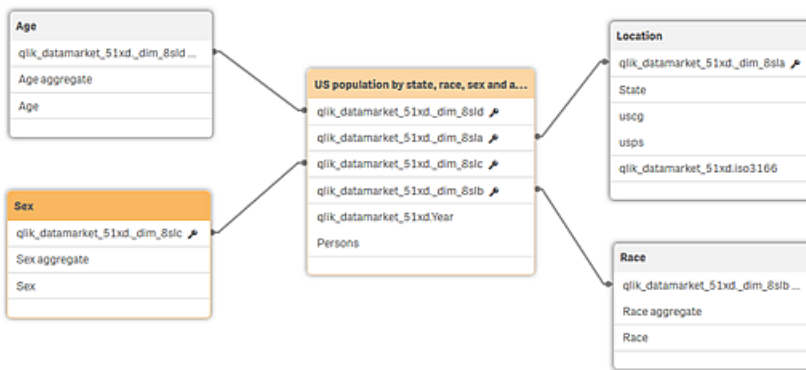 Age
qlik_datamarket_51xd._dim_8sld ...
Age aggregate
Age
Sex
qlik_datamarket_51xd._dim_8slc
Sex aggregate
Sex
US population by state, race, sex and a...
qlik_datamarket_51xd._dim_8sld
qlik_datamarket_51xd._dim_8sla
qlik_datamarket_51xd._dim_8slc
qlik_datamarket_51xd._dim_8slb
qlik_datamarket_51xd.Year
Persons
Location
qlik_datamarket_51xd._dim_8sla
State
uscg
usps
qlik_datamarket_51xd.iso3166
Race
qlik_datamarket_51xd._dim_8slb ...
Race aggregate
Race